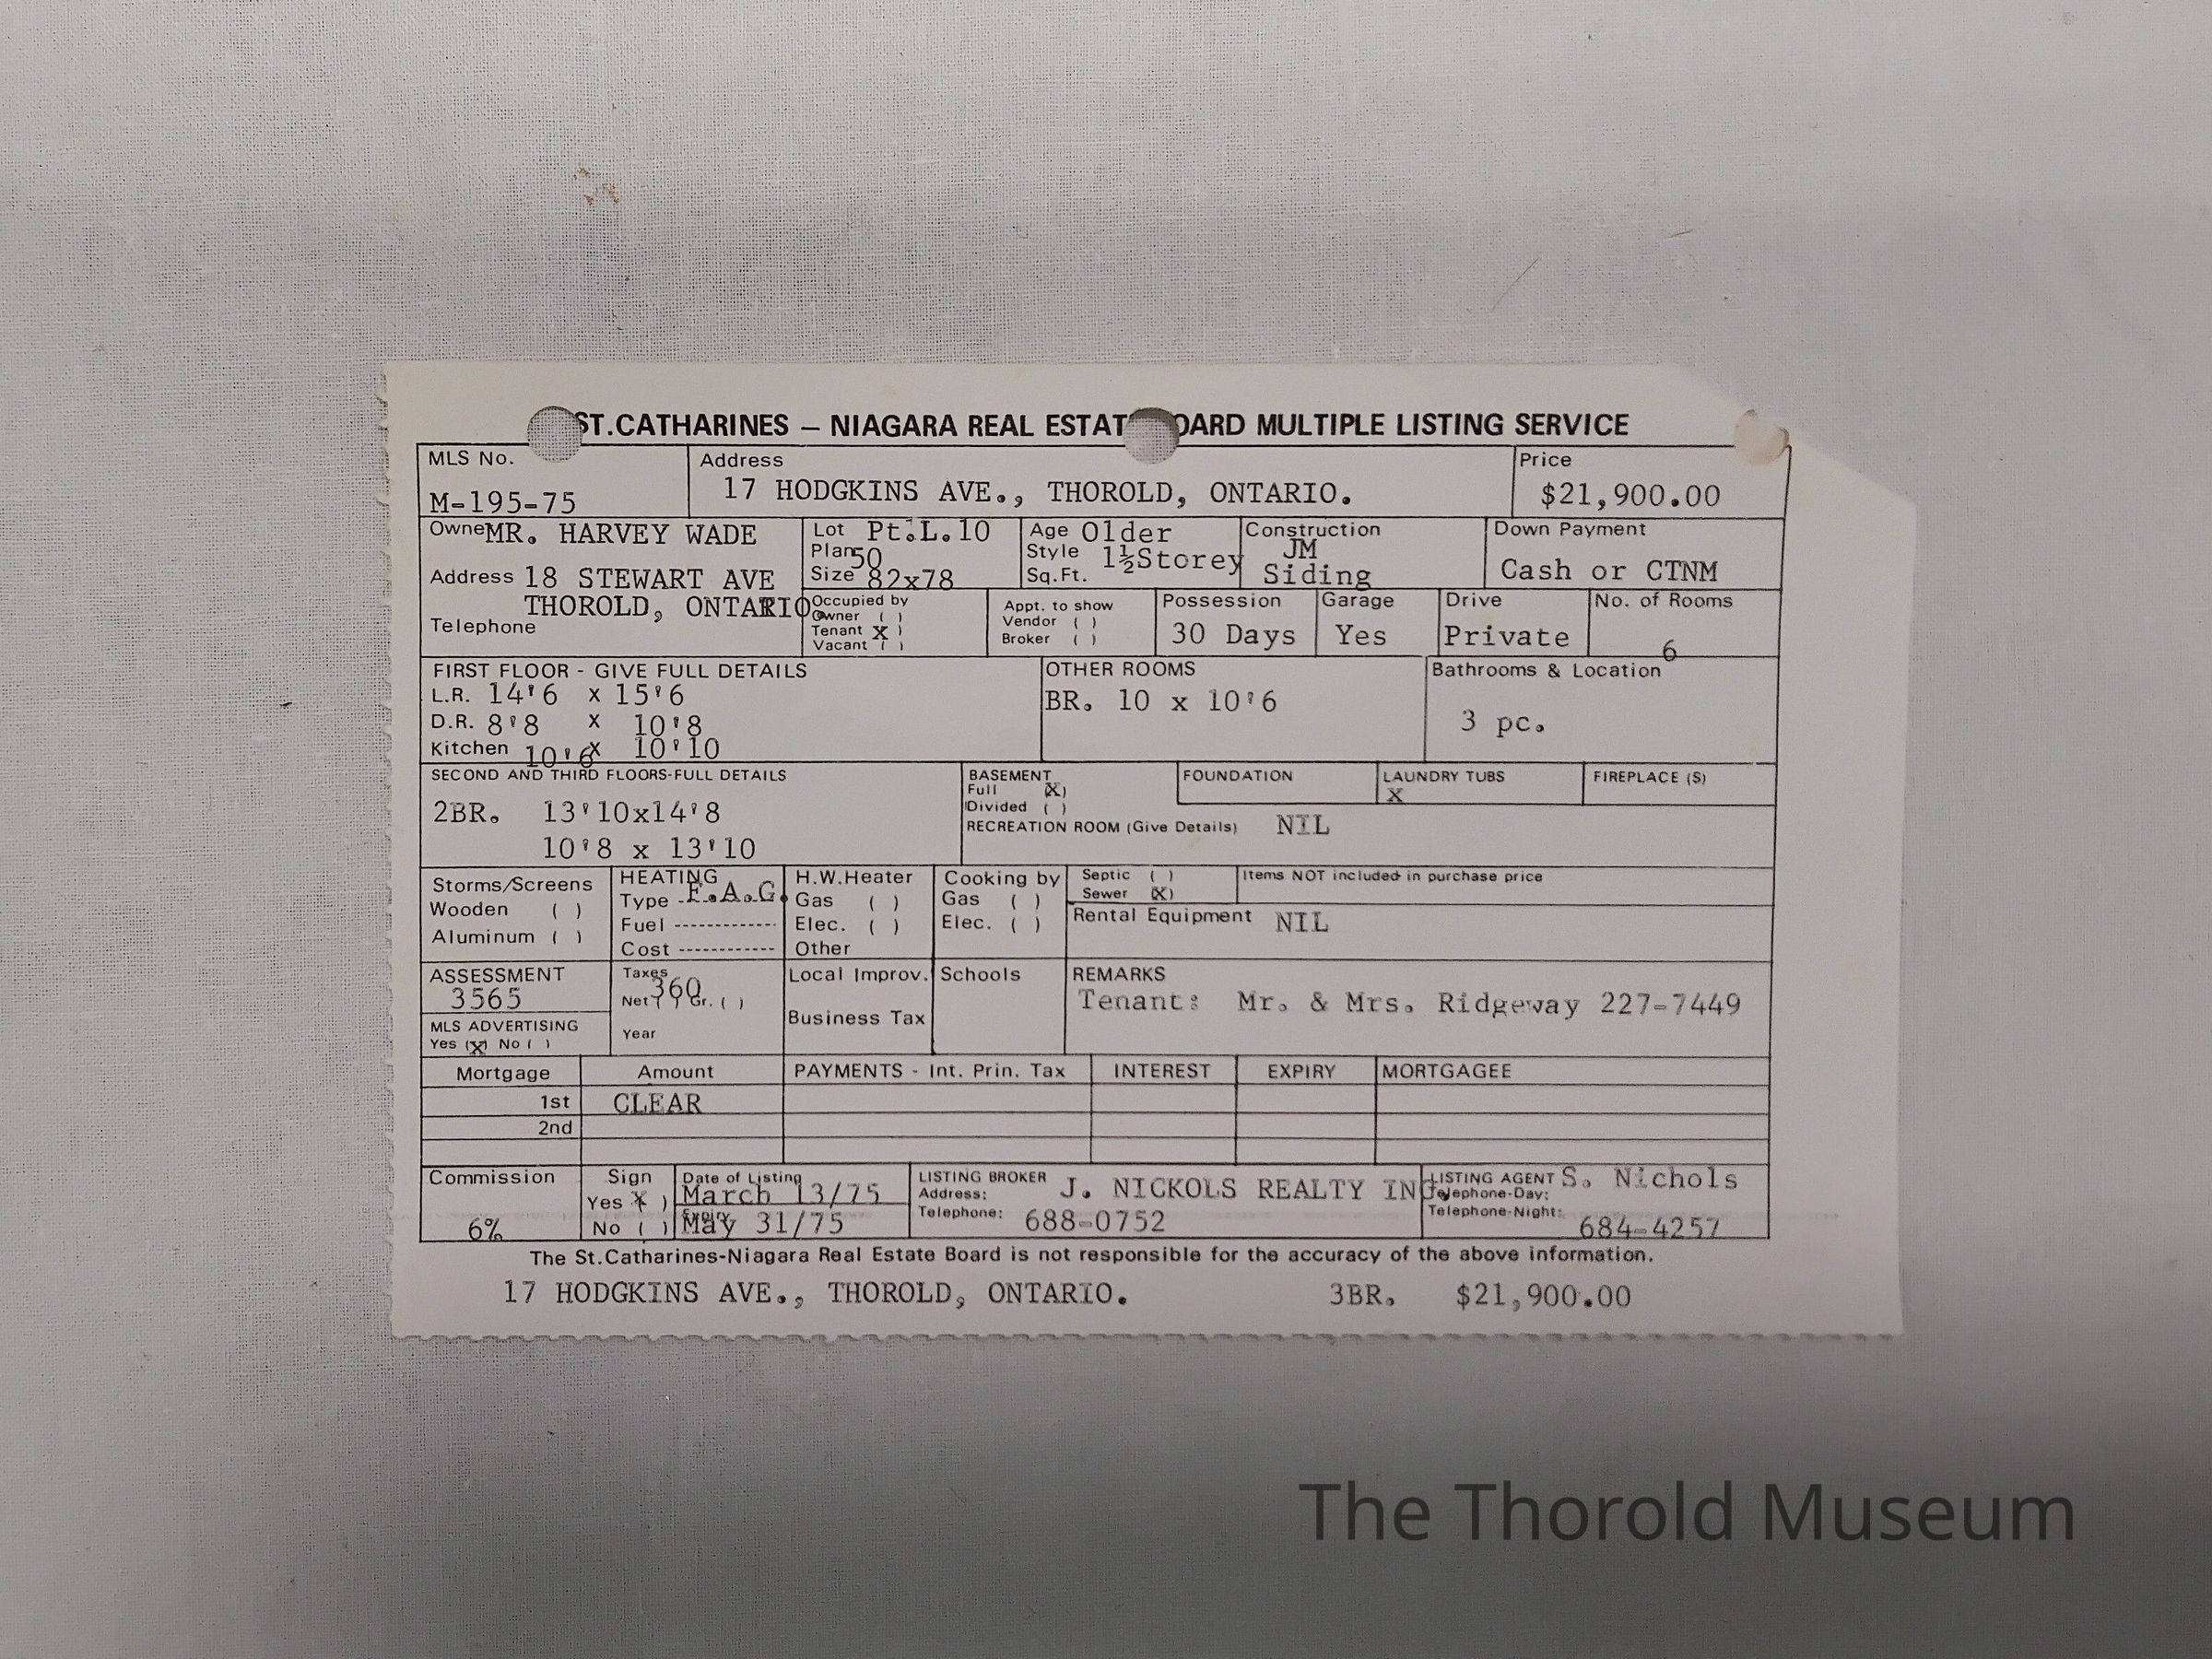 ST.CATHARINES – NIAGARA REAL ESTAT OARD MULTIPLE LISTING SERVICE
MLS No. Address Price
M-195-75 17 HODGKINS AVE., THOROLD, ONTARIO. $21,900.00
Owne MR. HARVEY WADE Lot Pt.L.10 Age Older Construction Down Payment
Plan 50 Style 1½Storey JM
Address 18 STEWART AVE Size 82x78 Sq.Ft. Siding Cash or CTNM
THOROLD, ONTARIO Occupied by Appt. to show Possession Garage Drive No. of Rooms
Owner ( ) Vendor ( )
Telephone Tenant X ) Broker ( ) 30 Days Yes Private 6
Vacant ( )
FIRST FLOOR - GIVE FULL DETAILS OTHER ROOMS Bathrooms & Location
L.R. 14'6 x 15'6 BR. 10 x 10'6
D.R. 8'8 x 10'8 3 pc.
Kitchen 10'6 x 10'10
SECOND AND THIRD FLOORS-FULL DETAILS BASEMENT FOUNDATION LAUNDRY TUBS FIREPLACE (S)
Full (X) X
2BR. 13'10x14'8 Divided ( )
RECREATION ROOM (Give Details) NIL
10'8 x 13'10
Storms/Screens HEATING H.W.Heater Cooking by Septic ( ) Items NOT included in purchase price
Type F.A.G. Gas ( ) Gas ( ) Sewer (X)
Wooden ( ) Fuel Elec. ( ) Elec. ( ) Rental Equipment NIL
Aluminum ( ) Cost Other
ASSESSMENT Taxes Local Improv. Schools REMARKS
3565 360 Tenant: Mr. & Mrs. Ridgeway 227-7449
Net ( ) Gr. ( )
MLS ADVERTISING Year Business Tax
Yes (X) No ( )
Mortgage Amount PAYMENTS - Int. Prin. Tax INTEREST EXPIRY MORTGAGEE
1st CLEAR
2nd
Commission Sign Date of Listing LISTING BROKER LISTING AGENT S. Nichols
Yes X ) March 13/75 Address: J. NICKOLS REALTY INC. Telephone-Day:
6% No ( ) Expiry May 31/75 Telephone: 688-0752 Telephone-Night: 684-4257
The St.Catharines-Niagara Real Estate Board is not responsible for the accuracy of the above information.
17 HODGKINS AVE., THOROLD, ONTARIO. 3BR. $21,900.00
The Thorold Museum